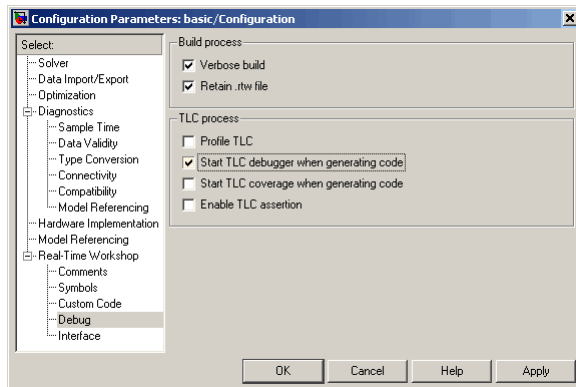 Configuration Parameters: basic/Configuration
Select:
Solver
Data Import/Export
Optimization
Diagnostics
Sample Time
Data Validity
Type Conversion
Connectivity
Compatibility
Model Referencing
Hardware Implementation
Model Referencing
Real-Time Workshop
Comments
Symbols
Custom Code
Debug
Interface
Build process
Verbose build
Retain .rtw file
TLC process
Profile TLC
Start TLC debugger when generating code
Start TLC coverage when generating code
Enable TLC assertion
OK
Cancel
Help
Apply